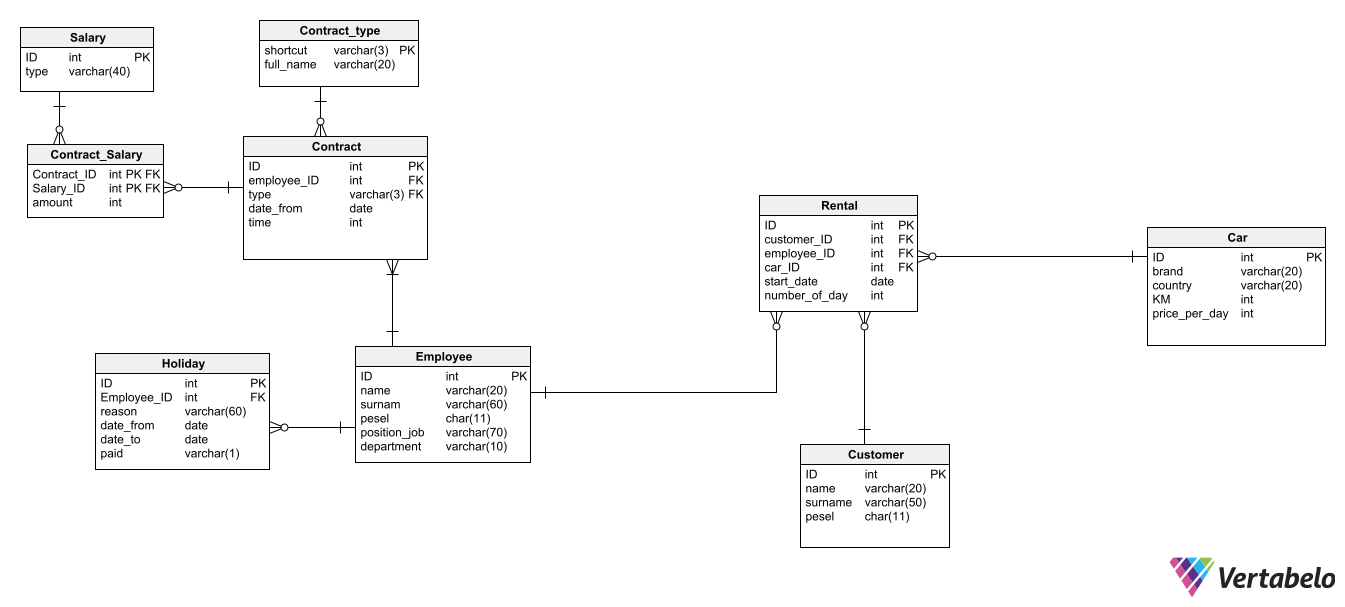 Salary
ID int PK
type varchar(40)
Contract_type
shortcut varchar(3) PK
full_name varchar(20)
Contract_Salary
Contract_ID int PK FK
Salary_ID int PK FK
amount int
Contract
ID int PK
employee_ID int FK
type varchar(3) FK
date_from date
time int
Rental
ID int PK
customer_ID int FK
employee_ID int FK
car_ID int FK
start_date date
number_of_day int
Car
ID int PK
brand varchar(20)
country varchar(20)
KM int
price_per_day int
Holiday
ID int PK
Employee_ID int FK
reason varchar(60)
date_from date
date_to date
paid varchar(1)
Employee
ID int PK
name varchar(20)
surnam varchar(60)
pesel char(11)
position_job varchar(70)
department varchar(10)
Customer
ID int PK
name varchar(20)
surname varchar(50)
pesel char(11)
Vertabelo